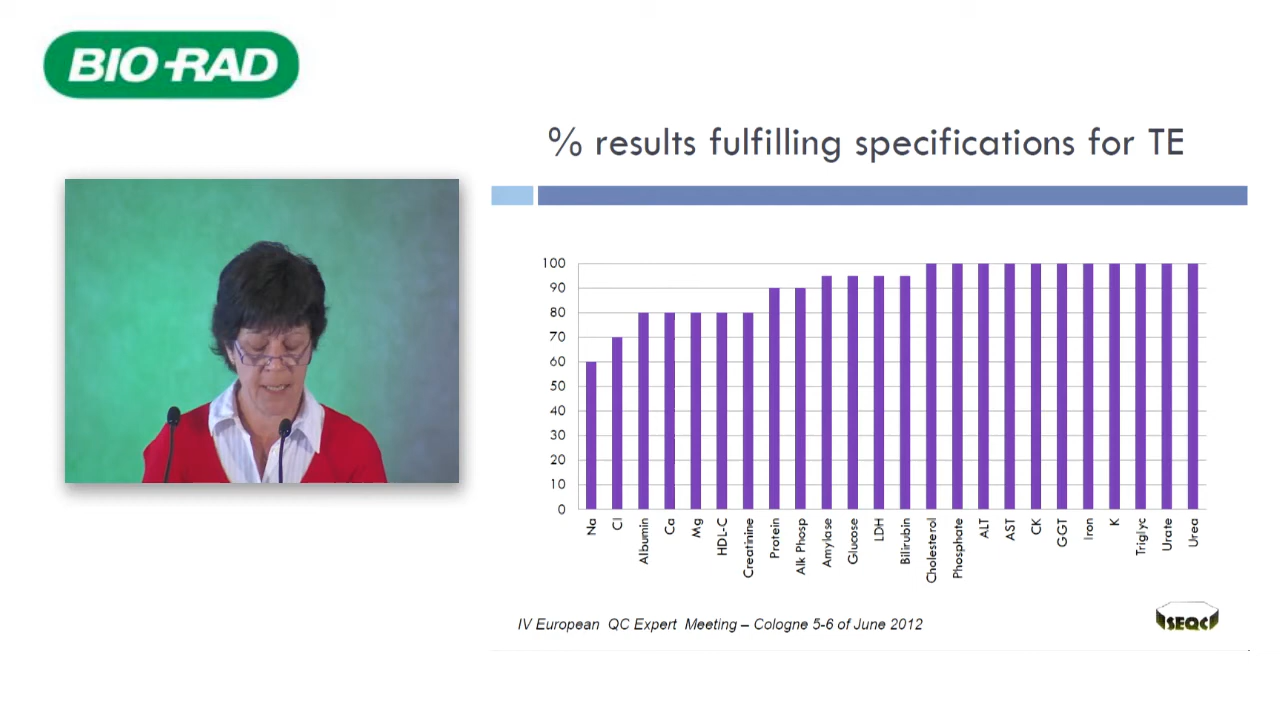 BIO-RAD
% results fulfilling specifications for TE
100
90
80
70
60
50
40
30
20
10
0
Na
Cl
Albumin
Ca
Mg
HDL-C
Creatinine
Protein
Alk Phosp
Amylase
Glucose
LDH
Bilirubin
Cholesterol
Phosphate
ALT
AST
CK
GGT
Iron
K
Triglyc
Urate
Urea
IV European QC Expert Meeting – Cologne 5-6 of June 2012
SEQC